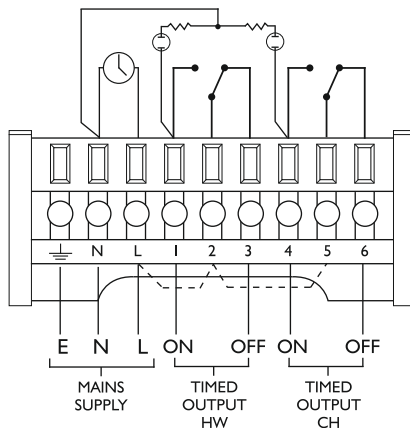 N L 1 2 3 4 5 6
E N L ON OFF ON OFF
MAINS SUPPLY
TIMED OUTPUT HW
TIMED OUTPUT CH